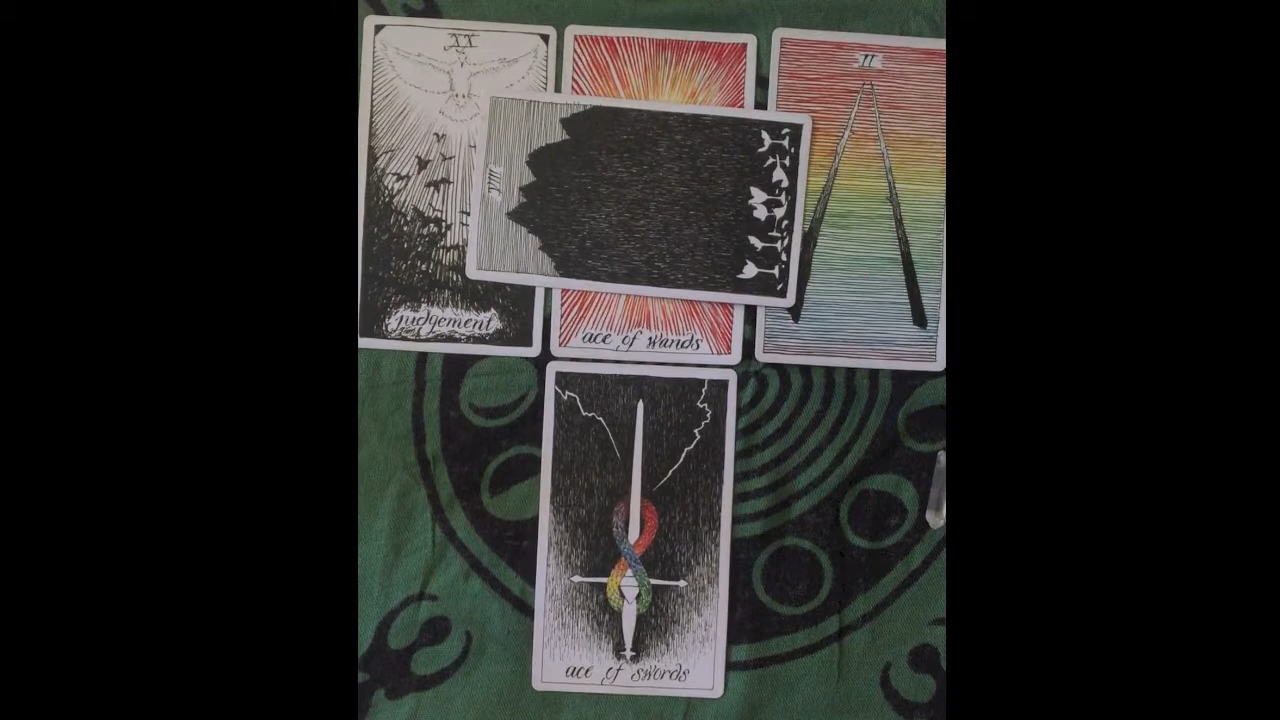 XX
II
VIII
judgement
ace of wands
ace of swords